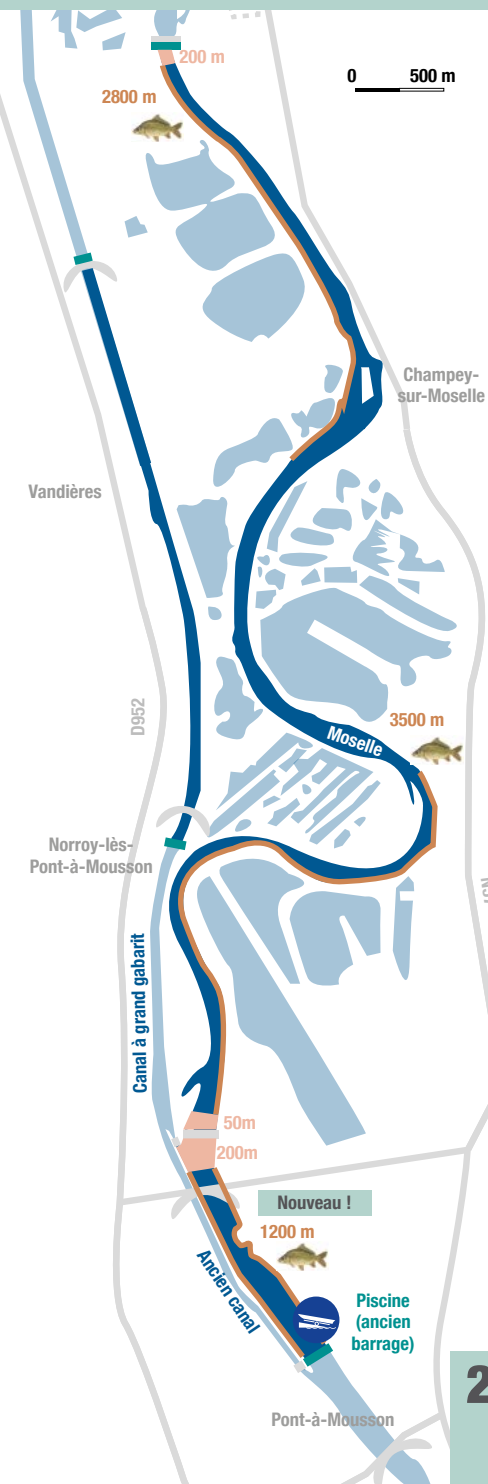 200 m
0 500 m
2800 m
Champey-
sur-Moselle
Vandières
D952
3500 m
Moselle
Norroy-lès-
Pont-à-Mousson
Canal à grand gabarit
50m
200m
Nouveau !
1200 m
Ancien canal
Piscine
(ancien
barrage)
2
Pont-à-Mousson